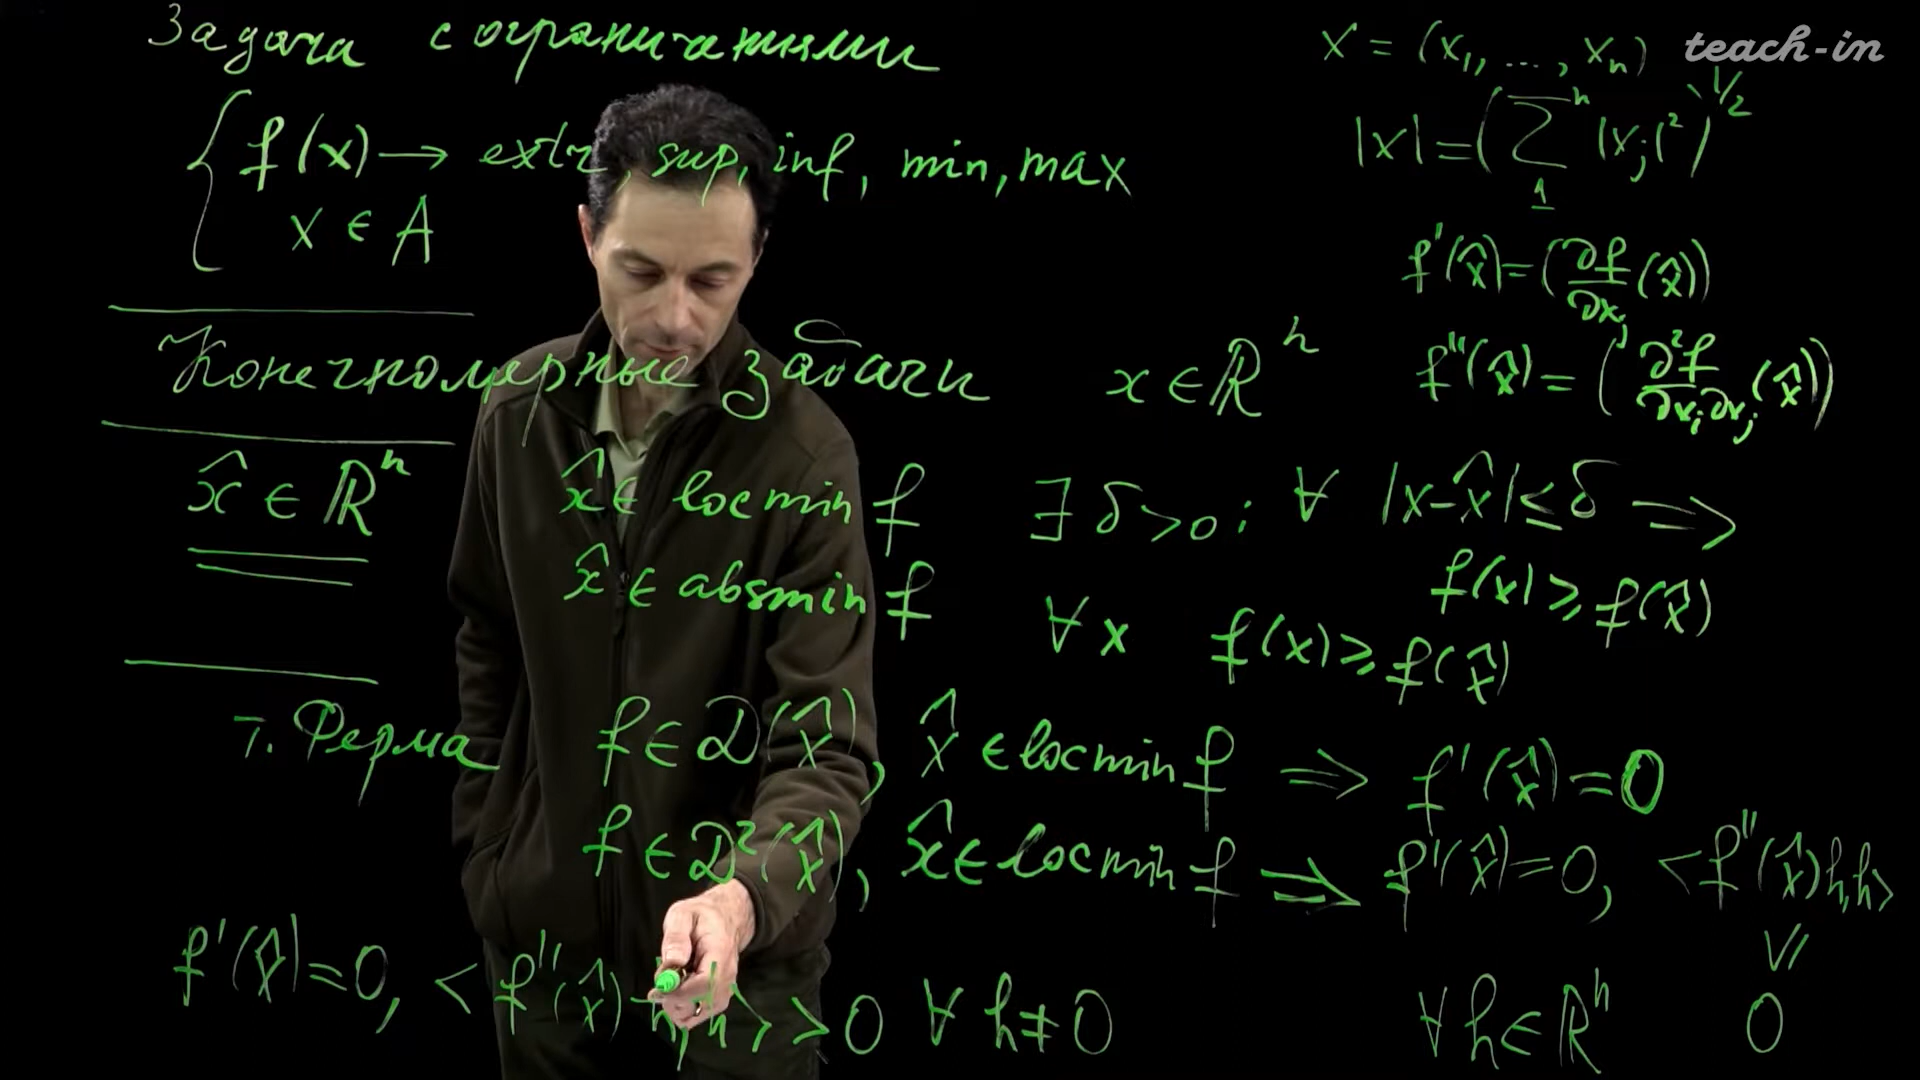 Задача с ограничениями
f(x) → extr, sup, inf, min, max
x ∈ A
Конечномерные задачи x ∈ ℝⁿ
x̂ ∈ ℝⁿ x̂ ∈ locmin f ∃ δ>0 : ∀ |x-x̂| ≤ δ ⇒
f(x) ≥ f(x̂)
x̂ ∈ absmin f ∀ x f(x) ≥ f(x̂)
т. Ферма f ∈ D(x̂), x̂ ∈ locmin f ⇒ f'(x̂) = 0
f ∈ D²(x̂), x̂ ∈ locmin f ⇒ f'(x̂) = 0, <f''(x̂)h,h>
≥ 0
∀ h ∈ ℝⁿ
f'(x̂) = 0, <f''(x̂)h,h> > 0 ∀ h ≠ 0
x = (x₁, ..., xₙ)
|x| = (∑₁ⁿ |xⱼ|²)^1/2
f'(x̂) = (∂f/∂xⱼ (x̂))
f''(x̂) = (∂²f/∂xᵢ∂xⱼ (x̂))
teach-in